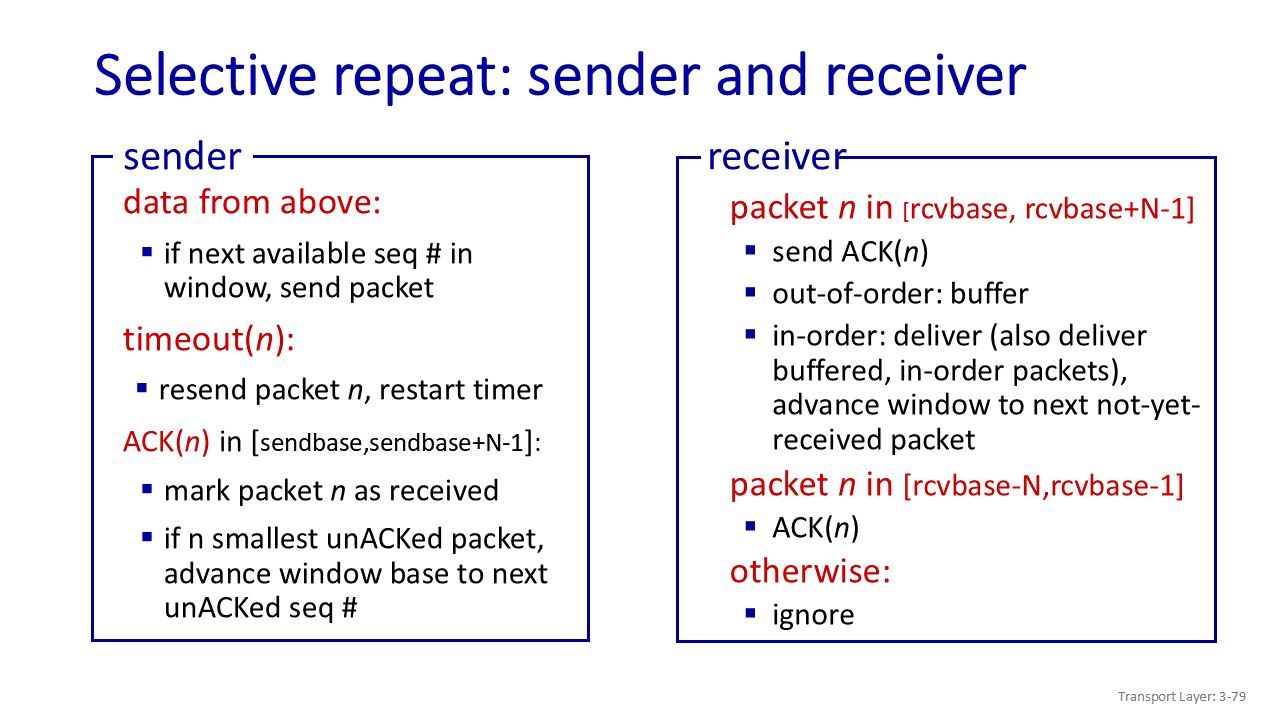 Selective repeat: sender and receiver
sender
data from above:
▪ if next available seq # in
window, send packet
timeout(n):
▪ resend packet n, restart timer
ACK(n) in [sendbase,sendbase+N-1]:
▪ mark packet n as received
▪ if n smallest unACKed packet,
advance window base to next
unACKed seq #
receiver
packet n in [rcvbase, rcvbase+N-1]
▪ send ACK(n)
▪ out-of-order: buffer
▪ in-order: deliver (also deliver
buffered, in-order packets),
advance window to next not-yet-
received packet
packet n in [rcvbase-N,rcvbase-1]
▪ ACK(n)
otherwise:
▪ ignore
Transport Layer: 3-79